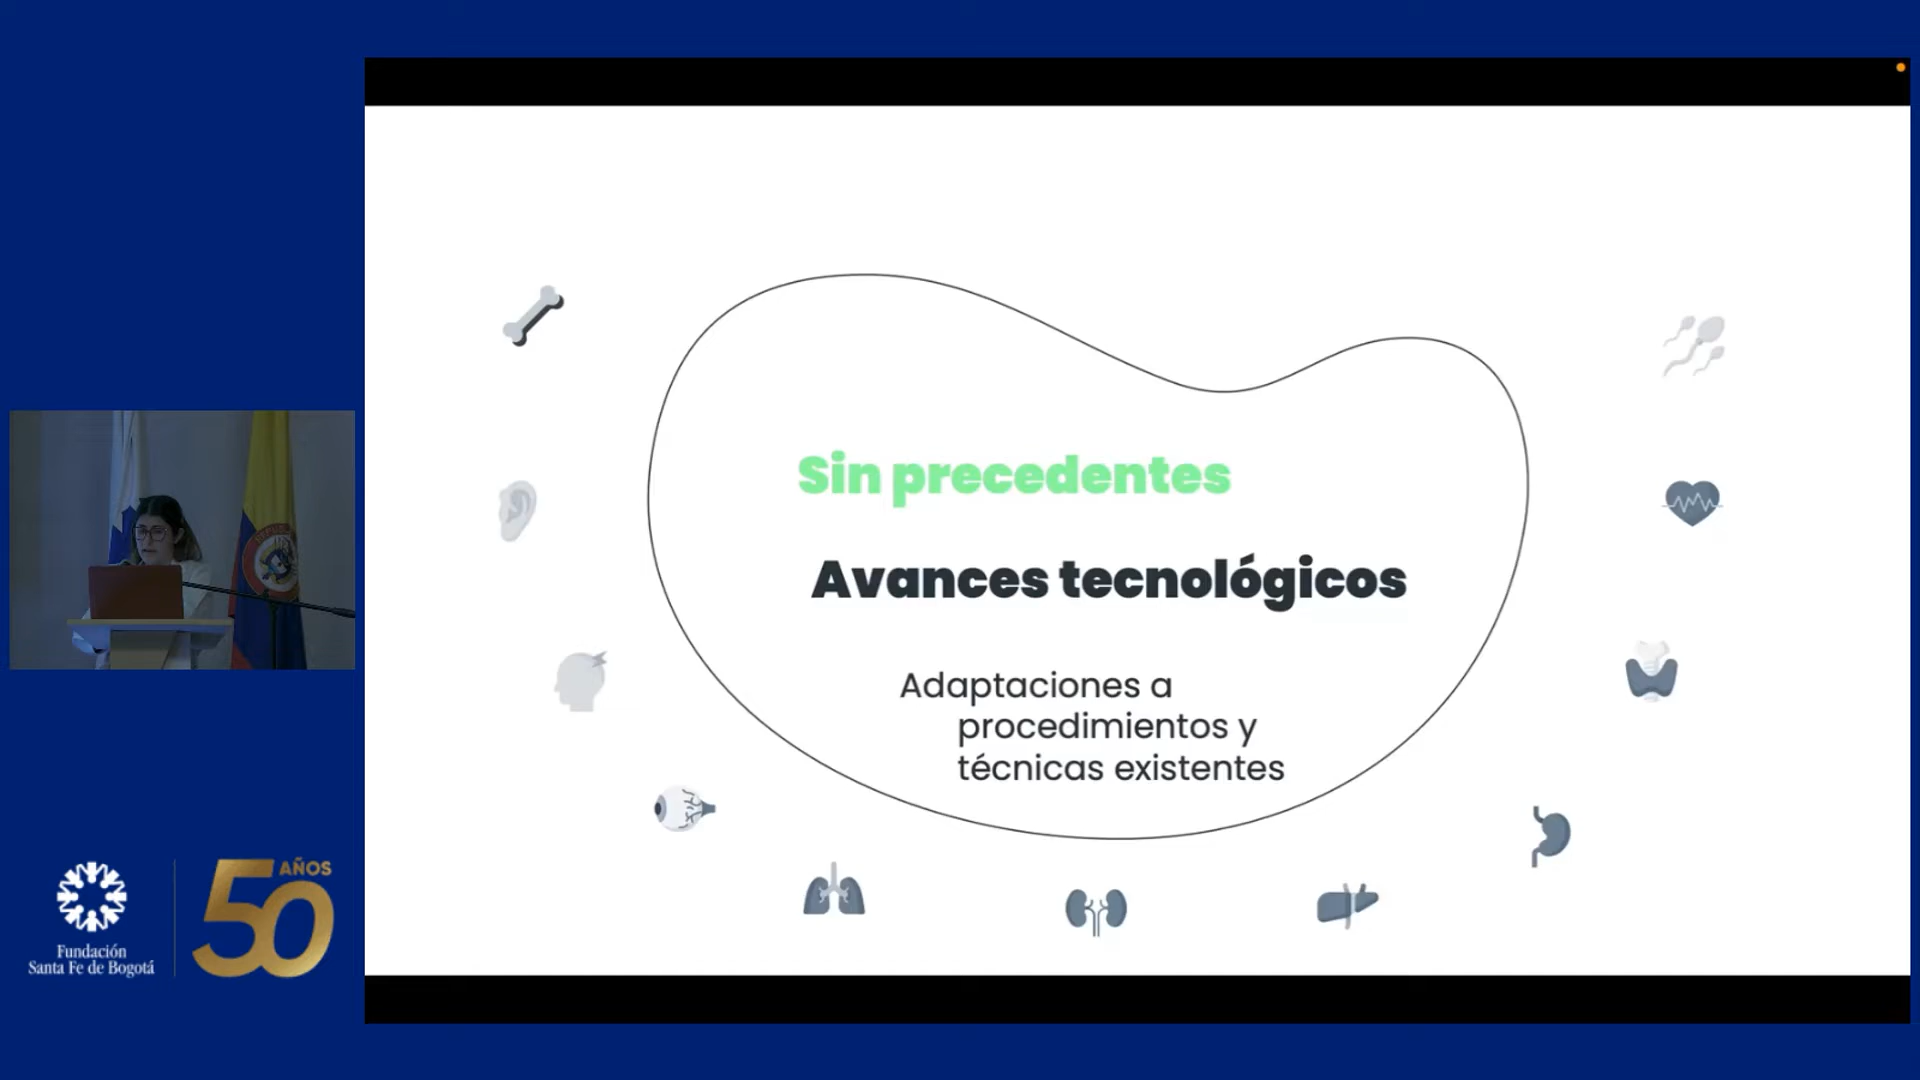 Sin precedentes
Avances tecnológicos
Adaptaciones a
procedimientos y
técnicas existentes
50 AÑOS
Fundación
Santa Fe de Bogotá